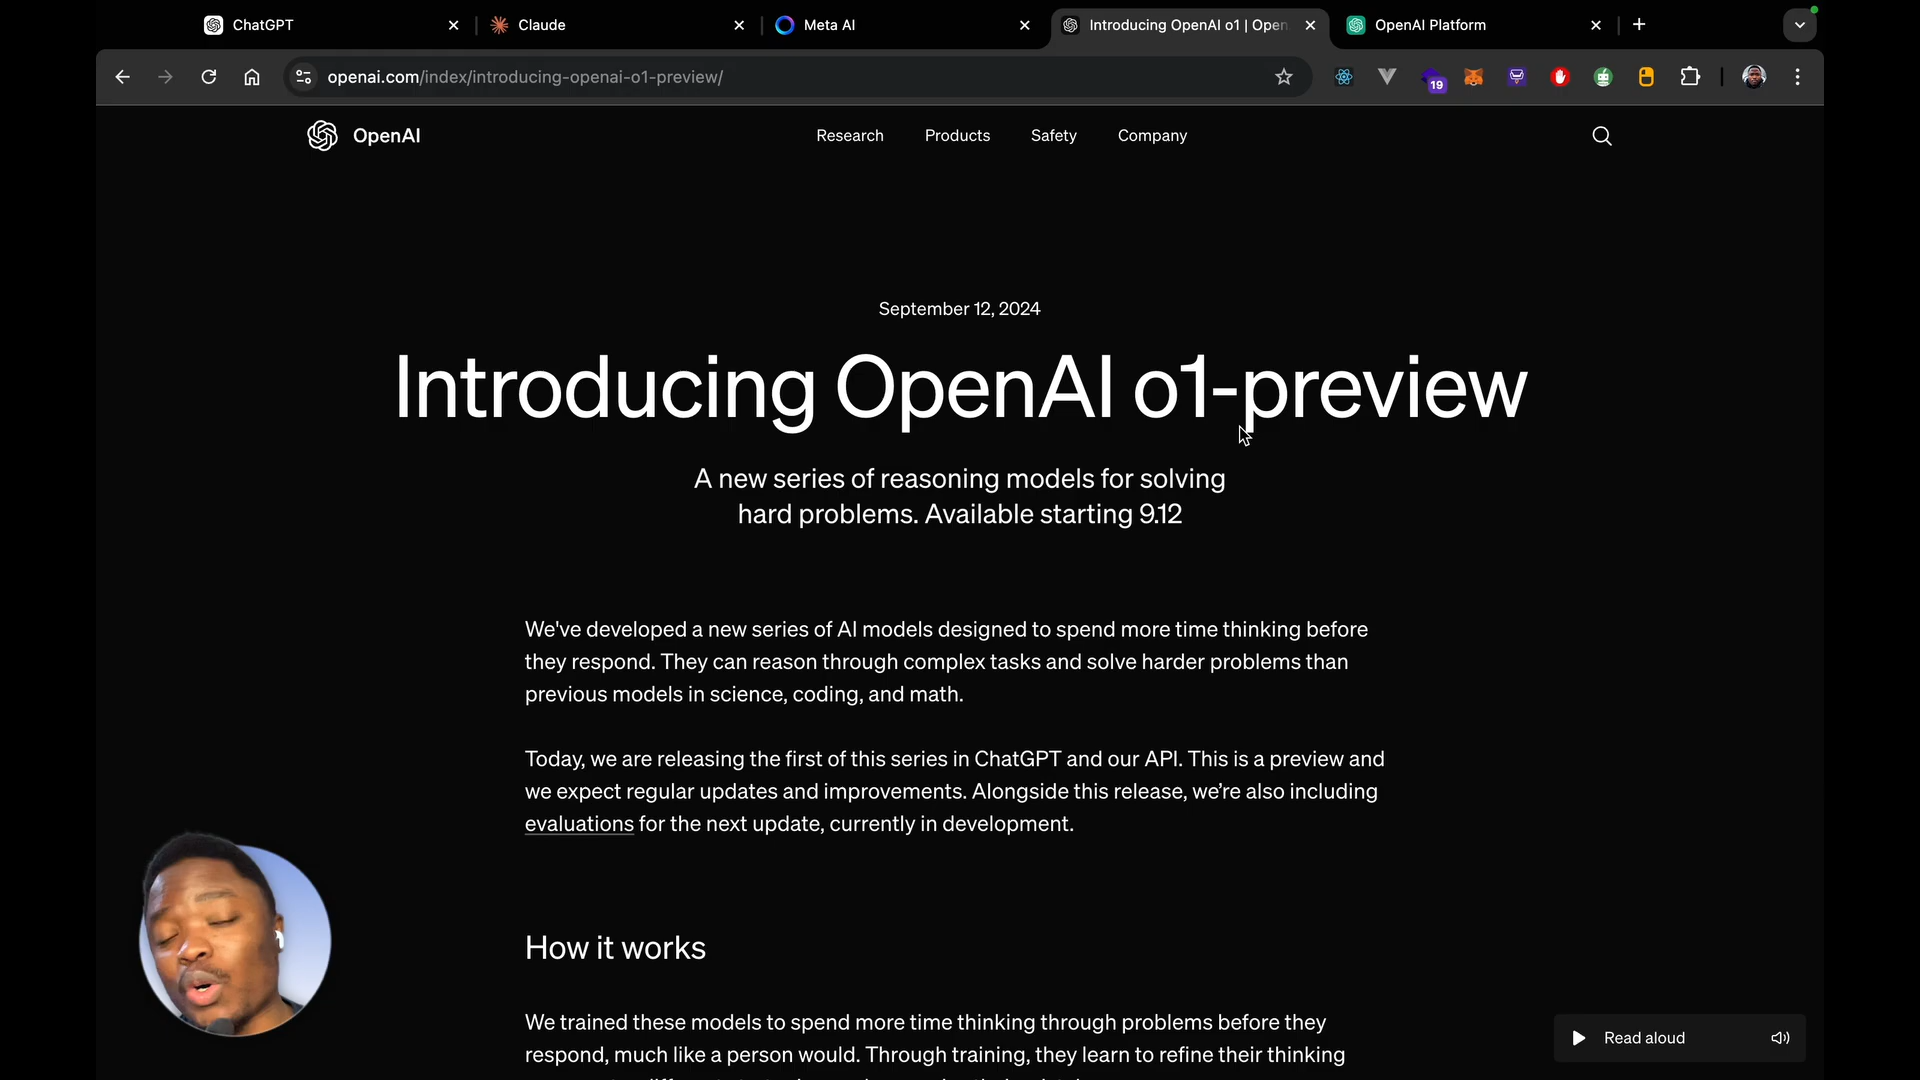 ChatGPT
Claude
Meta AI
Introducing OpenAI o1 | Open
OpenAI Platform
openai.com/index/introducing-openai-o1-preview/
19
OpenAI
Research
Products
Safety
Company
September 12, 2024
Introducing OpenAI o1-preview
A new series of reasoning models for solving
hard problems. Available starting 9.12
We've developed a new series of AI models designed to spend more time thinking before
they respond. They can reason through complex tasks and solve harder problems than
previous models in science, coding, and math.
Today, we are releasing the first of this series in ChatGPT and our API. This is a preview and
we expect regular updates and improvements. Alongside this release, we’re also including
evaluations for the next update, currently in development.
How it works
We trained these models to spend more time thinking through problems before they
respond, much like a person would. Through training, they learn to refine their thinking
Read aloud